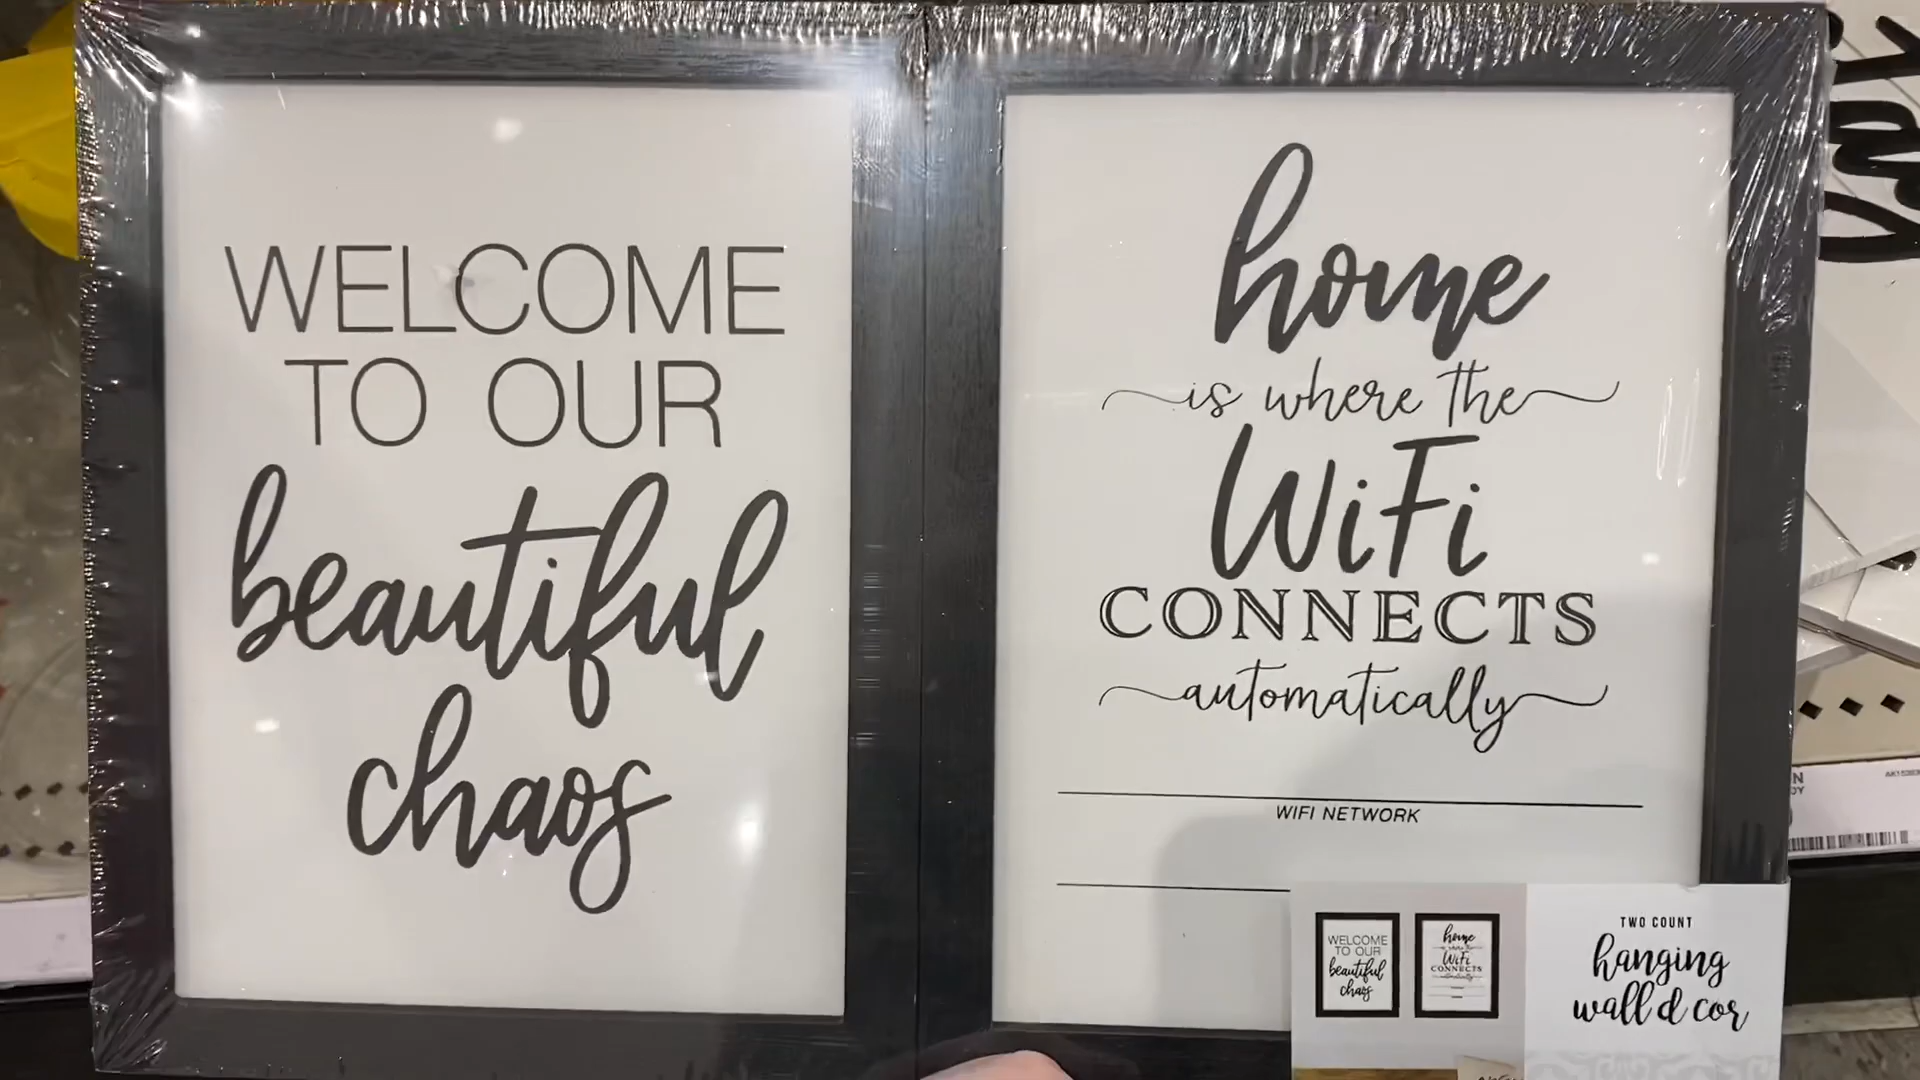 WELCOME
TO OUR
beautiful
chaos
home
is where the
WiFi
CONNECTS
automatically
WIFI NETWORK
WELCOME
TO OUR
beautiful
chaos
home
WiFi
CONNECTS
TWO COUNT
hanging
wall d cor